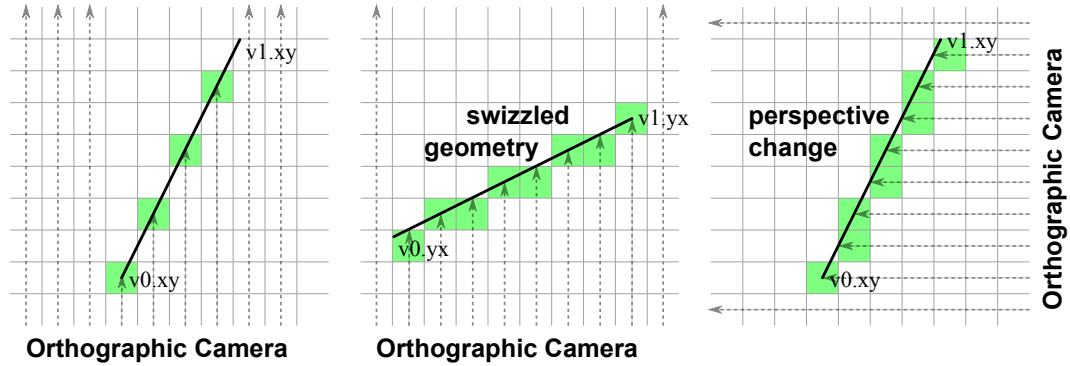 v1.xy
v0.xy
Orthographic Camera
swizzled
geometry
v1.yx
v0.yx
Orthographic Camera
v1.xy
perspective
change
v0.xy
Orthographic Camera